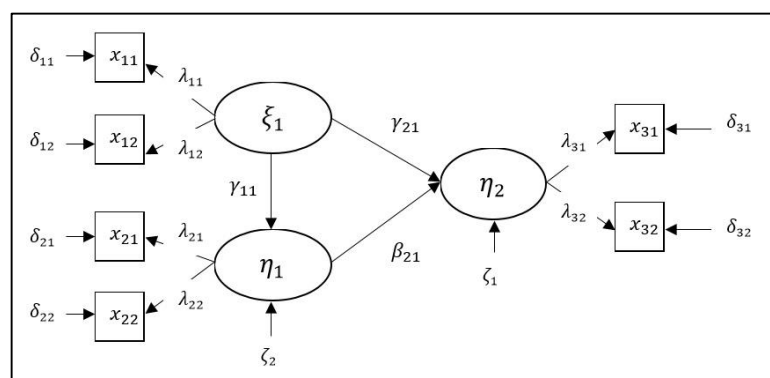 δ₁₁
x₁₁
λ₁₁
ξ₁
γ₂₁
δ₁₂
x₁₂
λ₁₂
x₃₁
δ₃₁
λ₃₁
γ₁₁
η₂
δ₂₁
x₂₁
λ₂₁
λ₃₂
x₃₂
δ₃₂
η₁
β₂₁
ζ₁
δ₂₂
x₂₂
λ₂₂
ζ₂